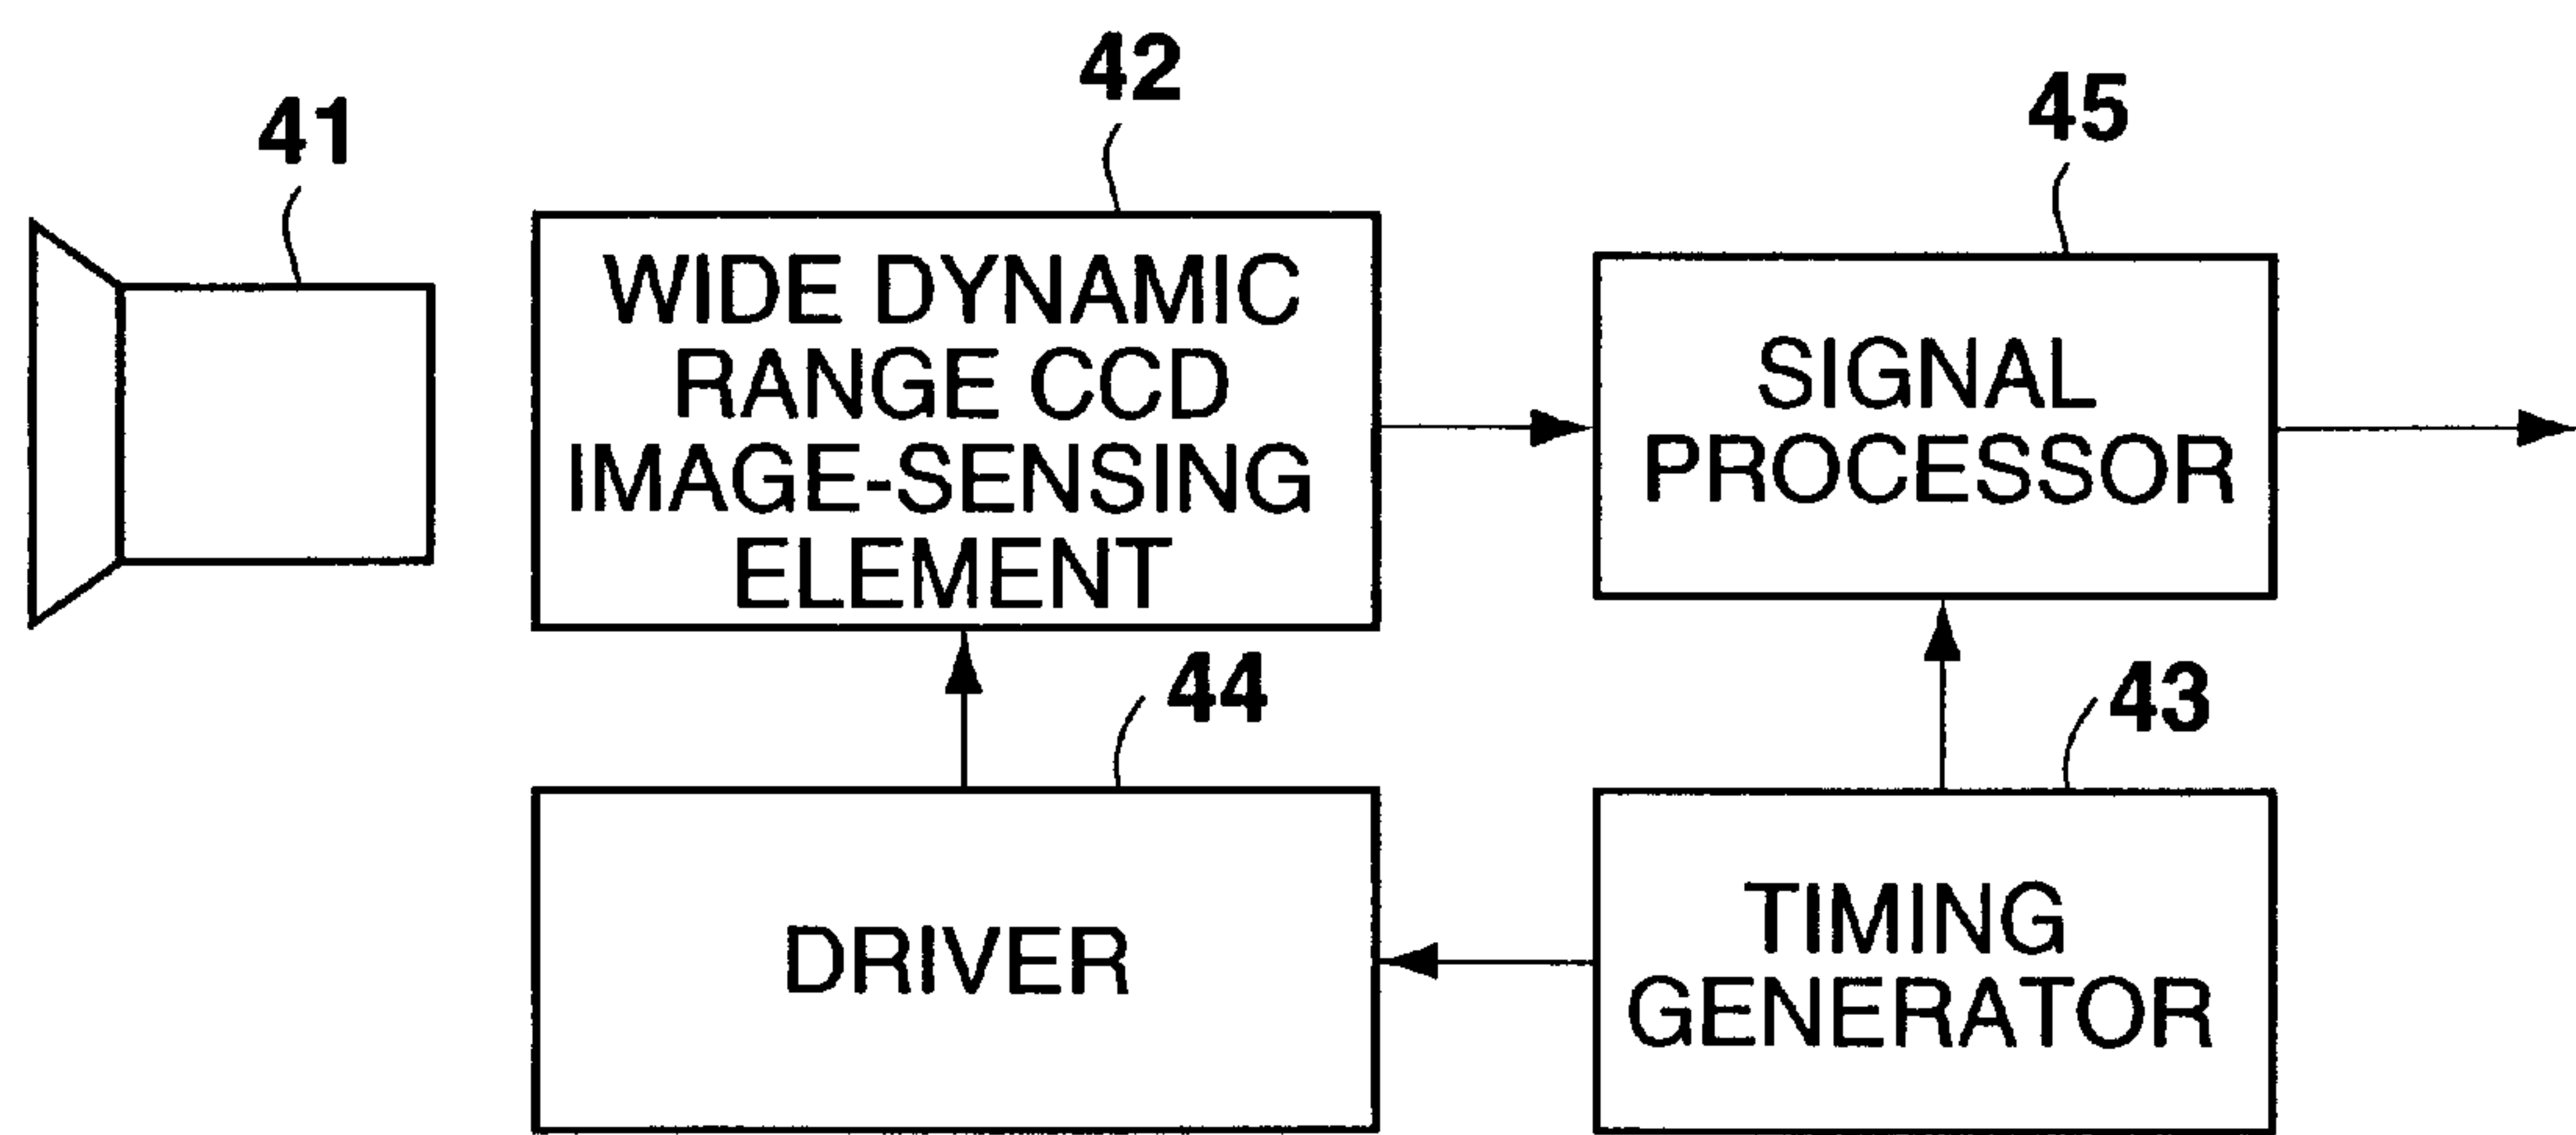 41
42
WIDE DYNAMIC
RANGE CCD
IMAGE-SENSING
ELEMENT
45
SIGNAL
PROCESSOR
44
DRIVER
43
TIMING
GENERATOR